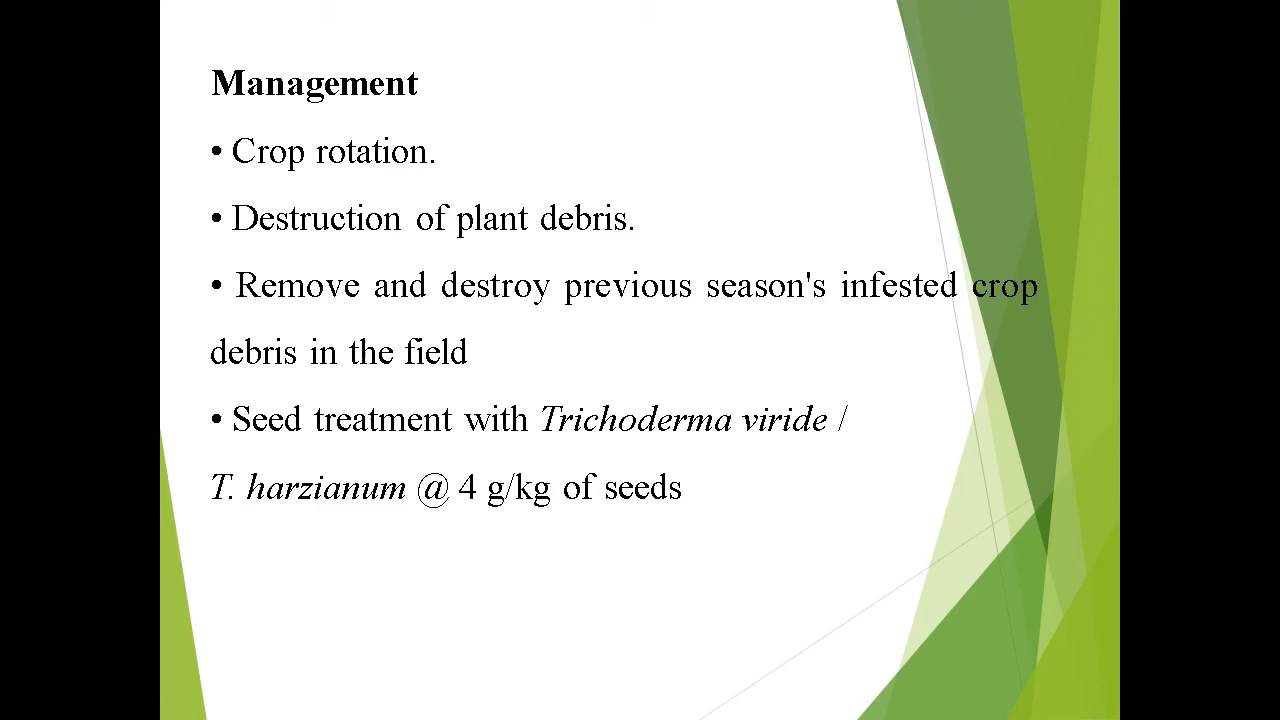 Management
• Crop rotation.
• Destruction of plant debris.
• Remove and destroy previous season's infested crop
debris in the field
• Seed treatment with Trichoderma viride /
T. harzianum @ 4 g/kg of seeds